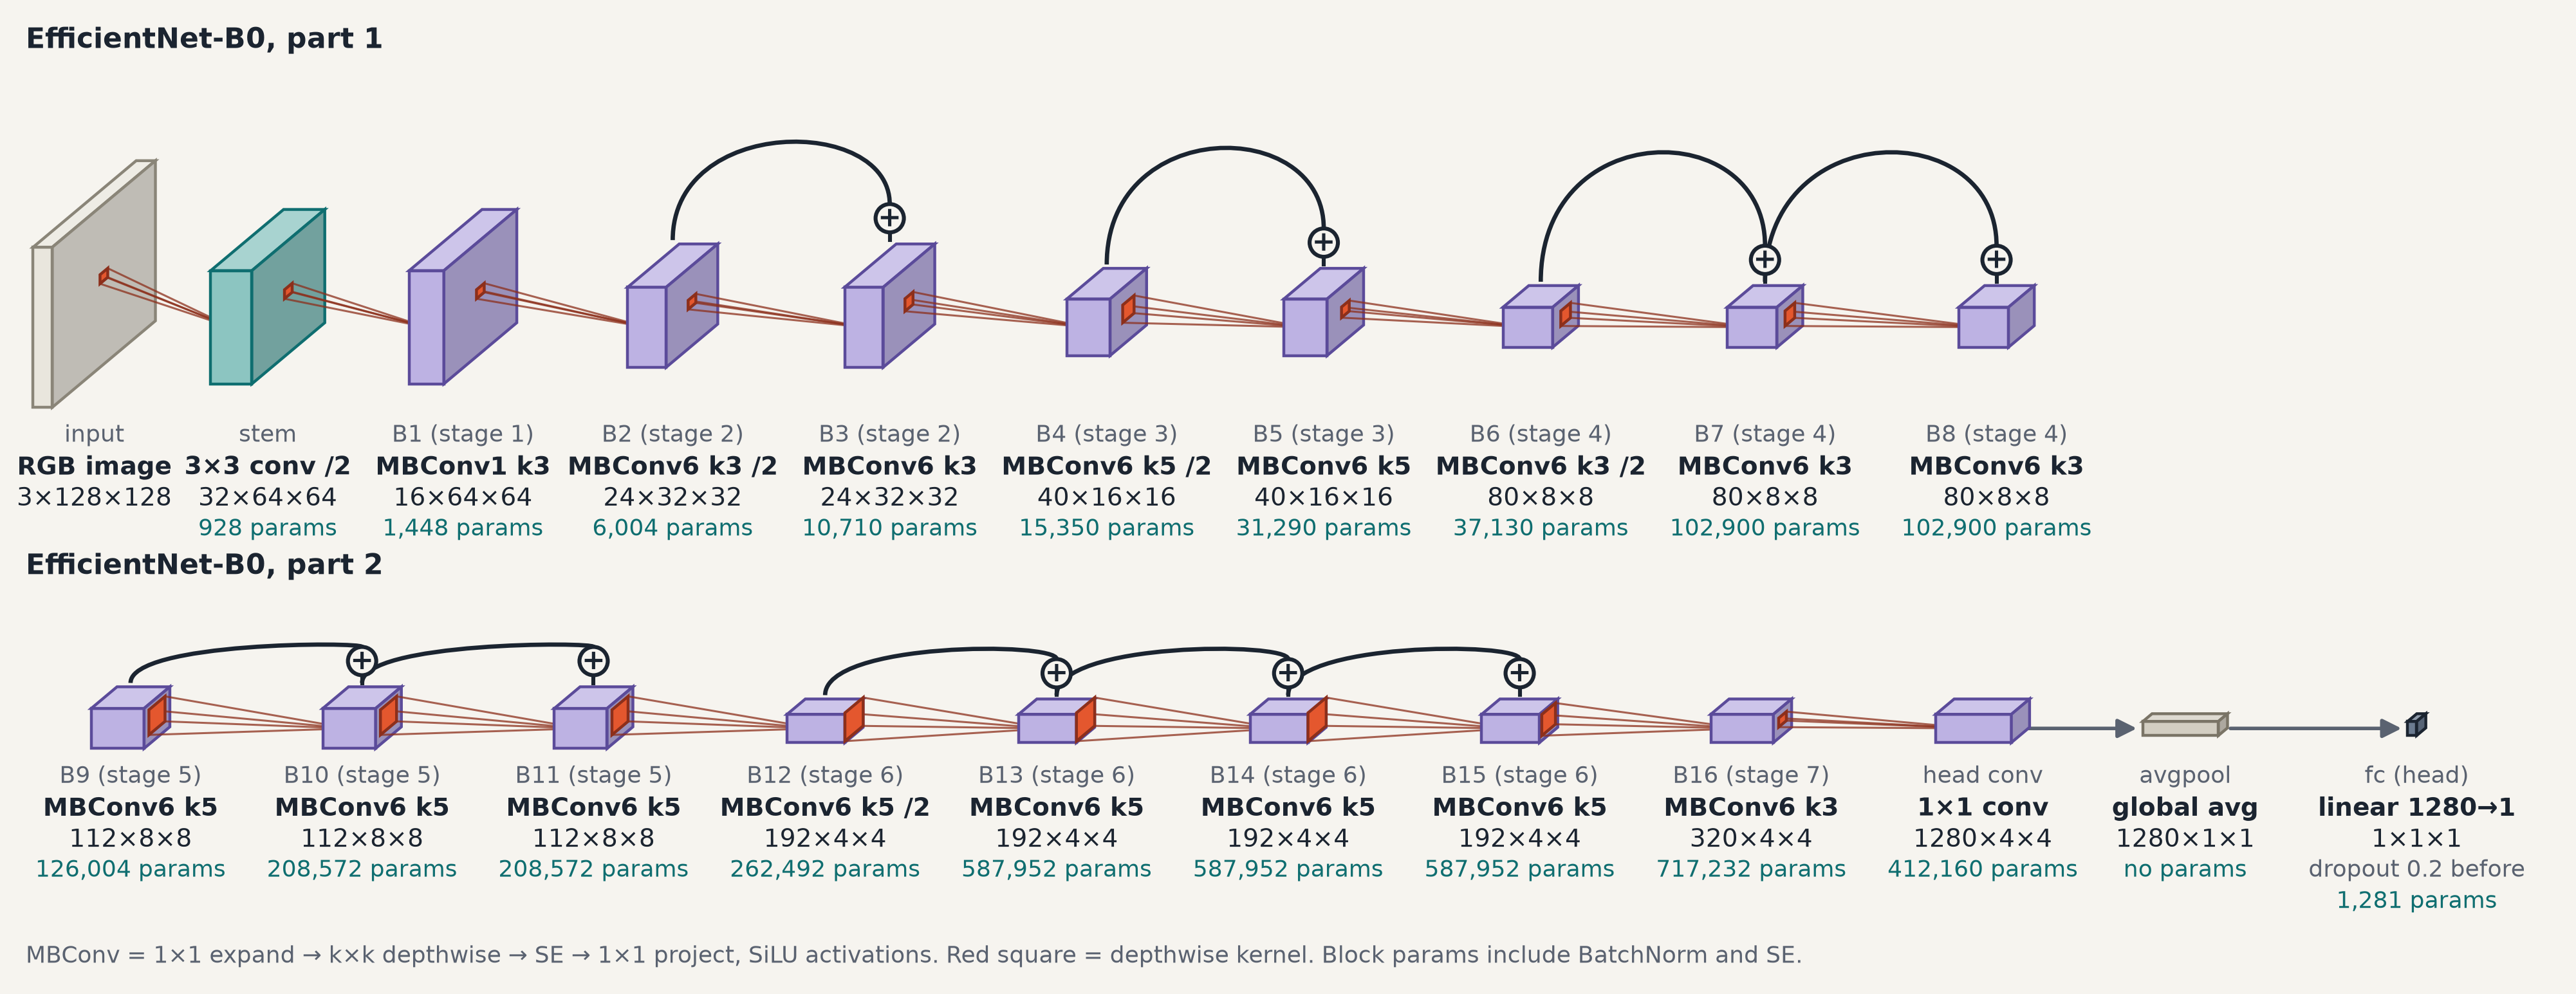 EfficientNet-B0, part 1
input
RGB image
3×128×128
stem
3×3 conv /2
32×64×64
928 params
B1 (stage 1)
MBConv1 k3
16×64×64
1,448 params
B2 (stage 2)
MBConv6 k3 /2
24×32×32
6,004 params
B3 (stage 2)
MBConv6 k3
24×32×32
10,710 params
B4 (stage 3)
MBConv6 k5 /2
40×16×16
15,350 params
B5 (stage 3)
MBConv6 k5
40×16×16
31,290 params
B6 (stage 4)
MBConv6 k3 /2
80×8×8
37,130 params
B7 (stage 4)
MBConv6 k3
80×8×8
102,900 params
B8 (stage 4)
MBConv6 k3
80×8×8
102,900 params
EfficientNet-B0, part 2
B9 (stage 5)
MBConv6 k5
112×8×8
126,004 params
B10 (stage 5)
MBConv6 k5
112×8×8
208,572 params
B11 (stage 5)
MBConv6 k5
112×8×8
208,572 params
B12 (stage 6)
MBConv6 k5 /2
192×4×4
262,492 params
B13 (stage 6)
MBConv6 k5
192×4×4
587,952 params
B14 (stage 6)
MBConv6 k5
192×4×4
587,952 params
B15 (stage 6)
MBConv6 k5
192×4×4
587,952 params
B16 (stage 7)
MBConv6 k3
320×4×4
717,232 params
head conv
1×1 conv
1280×4×4
412,160 params
avgpool
global avg
1280×1×1
no params
fc (head)
linear 1280→1
1×1×1
dropout 0.2 before
1,281 params
MBConv = 1×1 expand → k×k depthwise → SE → 1×1 project, SiLU activations. Red square = depthwise kernel. Block params include BatchNorm and SE.